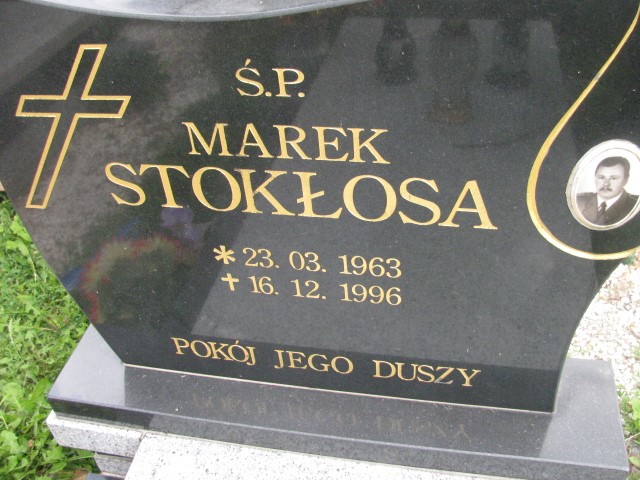 Ś.P.
MAREK
STOKŁOSA
* 23. 03. 1963
✝ 16. 12. 1996
POKÓJ JEGO DUSZY